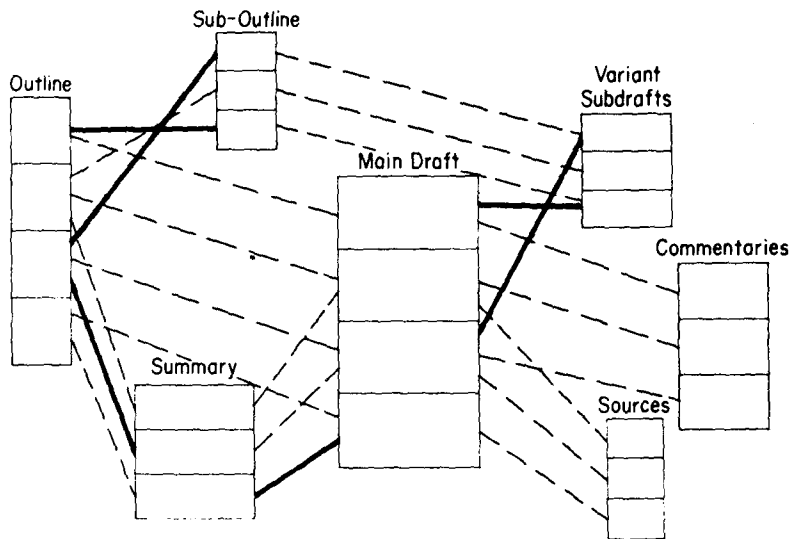 Sub-Outline
Outline
Variant
Subdrafts
Main Draft
Commentaries
Summary
Sources